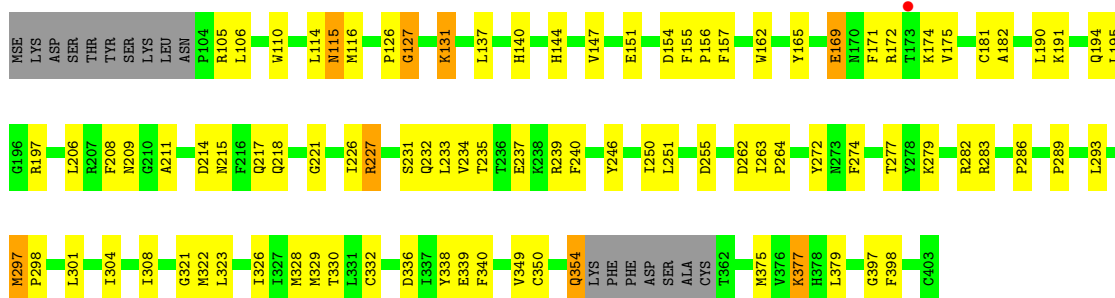 MSE LYS ASP SER THR TYR SER LYS LEU ASN P104 R105 L106 W110 L114 N115 M116 P126 G127 K131 L137 H140 H144 V147 E151 D154 F155 P156 F157 W162 Y165 E169 N170 F171 R172 T173 K174 V175 C181 A182 L190 K191 Q194 L195
G196 R197 L206 R207 F208 N209 G210 A211 D214 N215 F216 Q217 Q218 G221 I226 R227 S231 Q232 L233 V234 T235 T236 E237 K238 R239 F240 Y246 I250 L251 D255 D262 I263 P264 Y272 N273 F274 T277 Y278 K279 R282 R283 P286 P289 L293
M297 P298 L301 I304 I308 G321 M322 L323 I326 I327 M328 M329 T330 L331 C332 D336 I337 Y338 E339 F340 V349 C350 Q354 LYS PHE PHE ASP SER ALA CYS T362 M375 V376 K377 H378 L379 G397 F398 C403